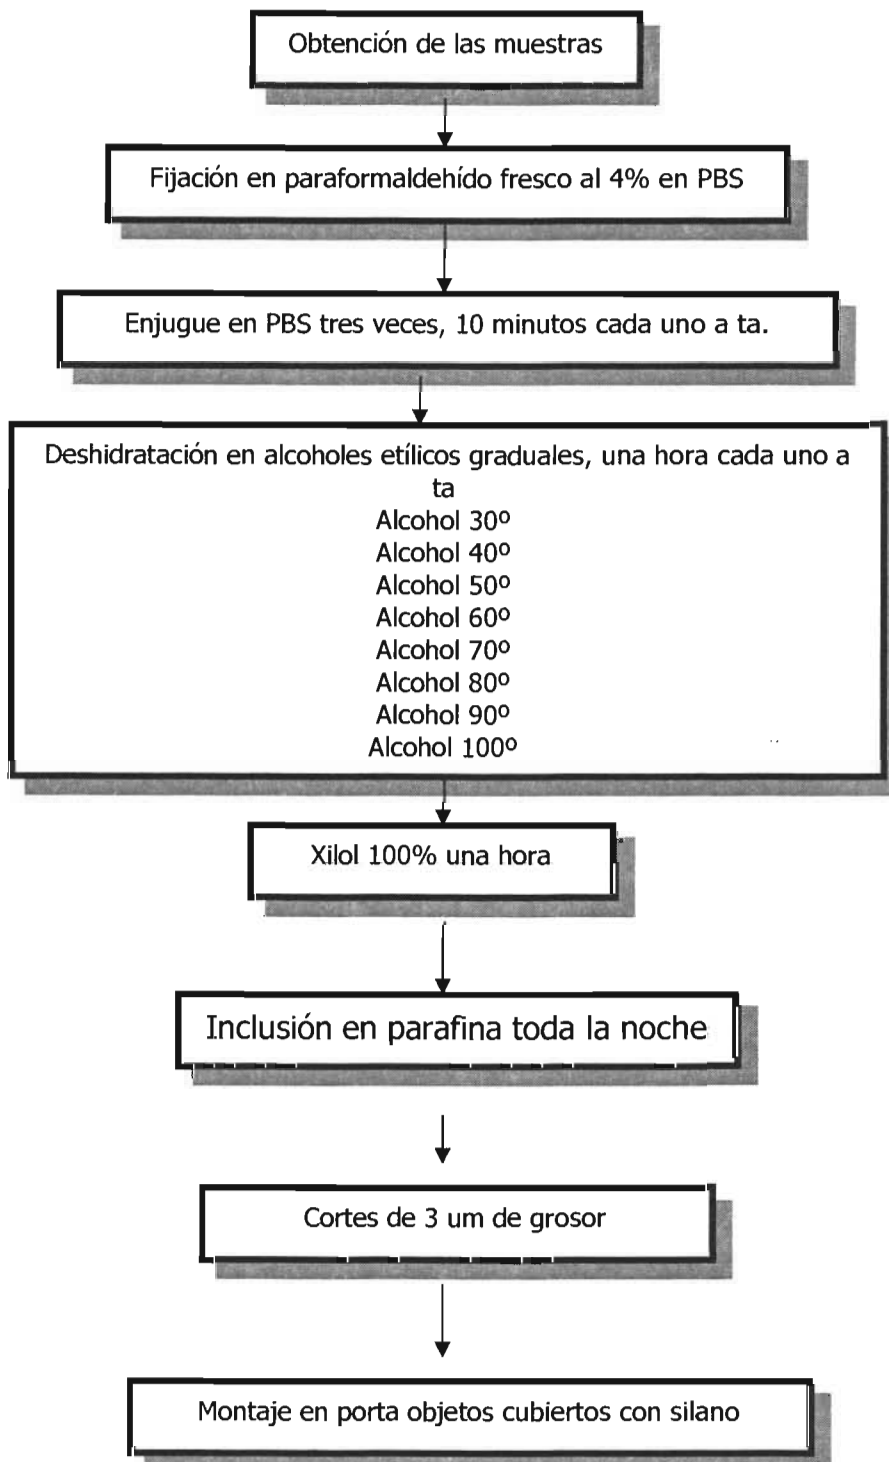 Obtención de las muestras
Fijación en paraformaldehído fresco al 4% en PBS
Enjugue en PBS tres veces, 10 minutos cada uno a ta.
Deshidratación en alcoholes etílicos graduales, una hora cada uno a
ta
Alcohol 30º
Alcohol 40º
Alcohol 50º
Alcohol 60º
Alcohol 70º
Alcohol 80º
Alcohol 90º
Alcohol 100º
Xilol 100% una hora
Inclusión en parafina toda la noche
Cortes de 3 um de grosor
Montaje en porta objetos cubiertos con silano